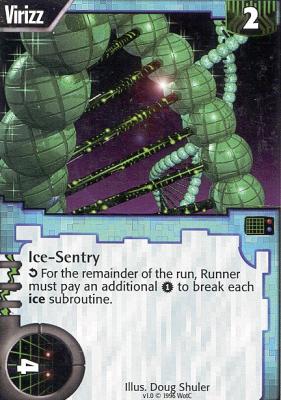 Virizz
2
Ice-Sentry
For the remainder of the run, Runner
must pay an additional 1 to break each
ice subroutine.
4
Illus. Doug Shuler
v1.0 © 1996 WotC